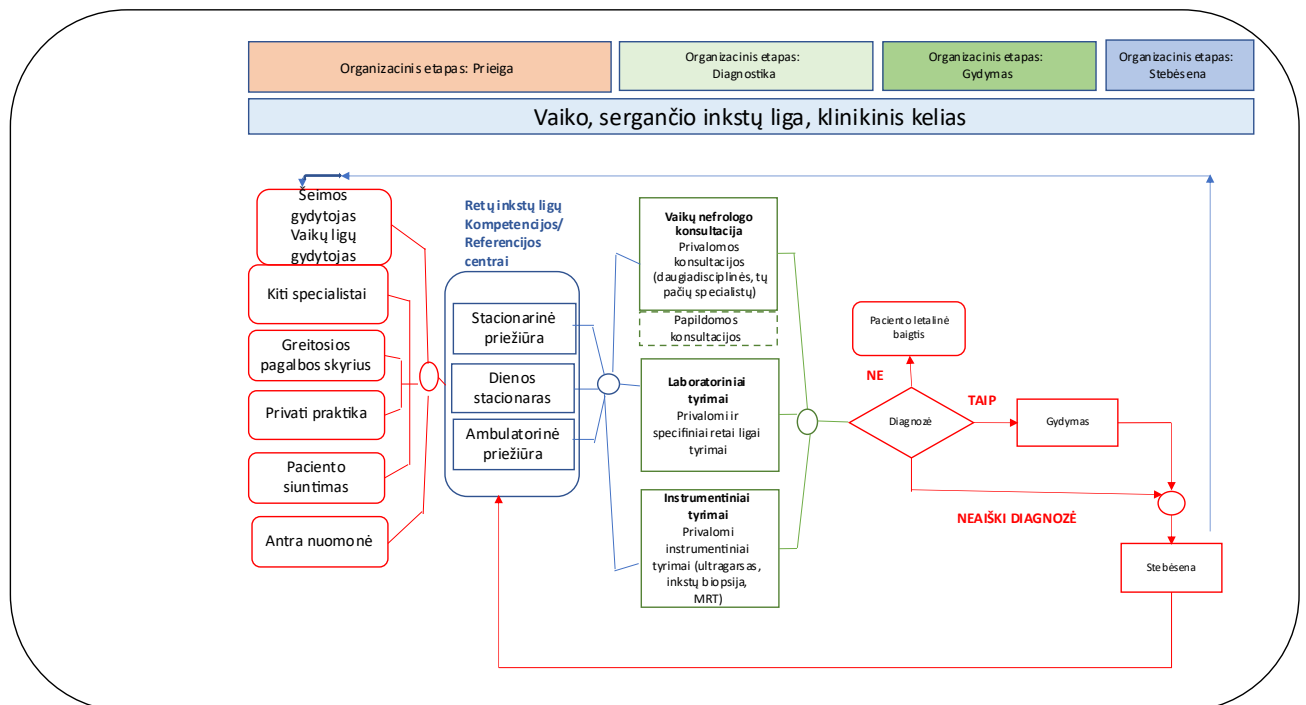 Organizacinis etapas: Prieiga
Organizacinis etapas:
Diagnostika
Organizacinis etapas:
Gydymas
Organizacinis etapas:
Stebėsena
Vaiko, sergančio inkstų liga, klinikinis kelias
Šeimos
gydytojas
Vaikų ligų
gydytojas
Kiti specialistai
Greitosios
pagalbos skyrius
Privati praktika
Paciento
siuntimas
Antra nuomonė
Retų inkstų ligų
Kompetencijos/
Referencijos
centrai
Stacionarinė
priežiūra
Dienos
stacionaras
Ambulatorinė
priežiūra
Vaikų nefrologo
konsultacija
Privalomos
konsultacijos
(daugiadisciplinės, tų
pačių specialistų)
Papildomos
konsultacijos
Laboratoriniai
tyrimai
Privalomi ir
specifiniai retai ligai
tyrimai
Instrumentiniai
tyrimai
Privalomi
instrumentiniai
tyrimai (ultragarsas,
inkstų biopsija,
MRT)
Paciento letalinė
baigtis
NE
TAIP
Diagnozė
Gydymas
NEAIŠKI DIAGNOZĖ
Stebėsena